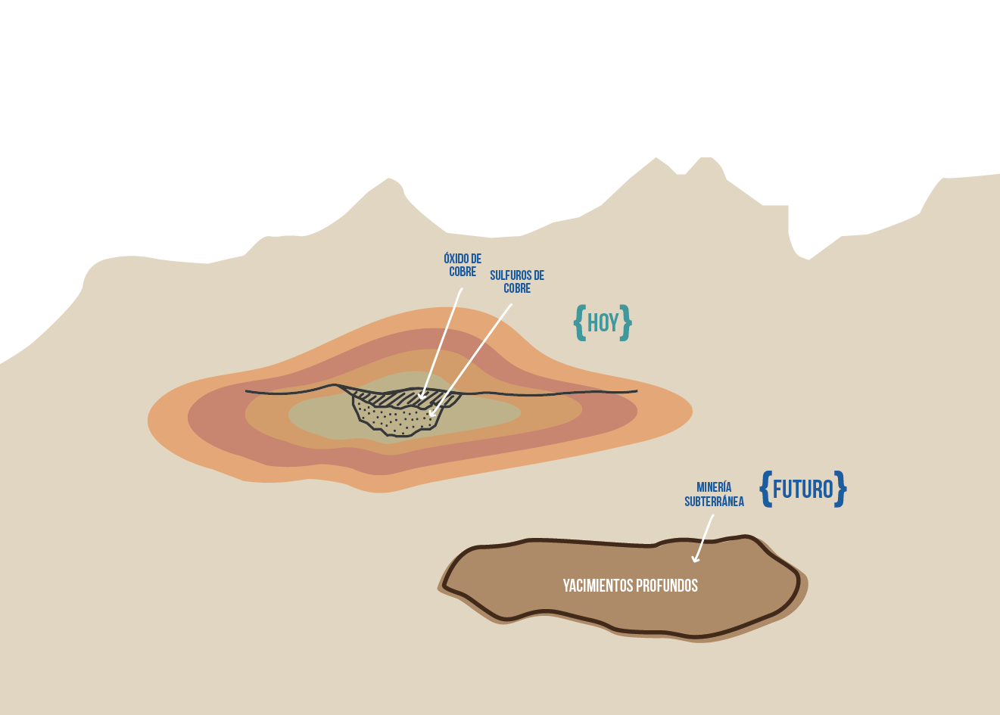 ÓXIDO DE
COBRE
SULFUROS DE
COBRE
{HOY}
MINERÍA
SUBTERRÁNEA
{FUTURO}
YACIMIENTOS PROFUNDOS